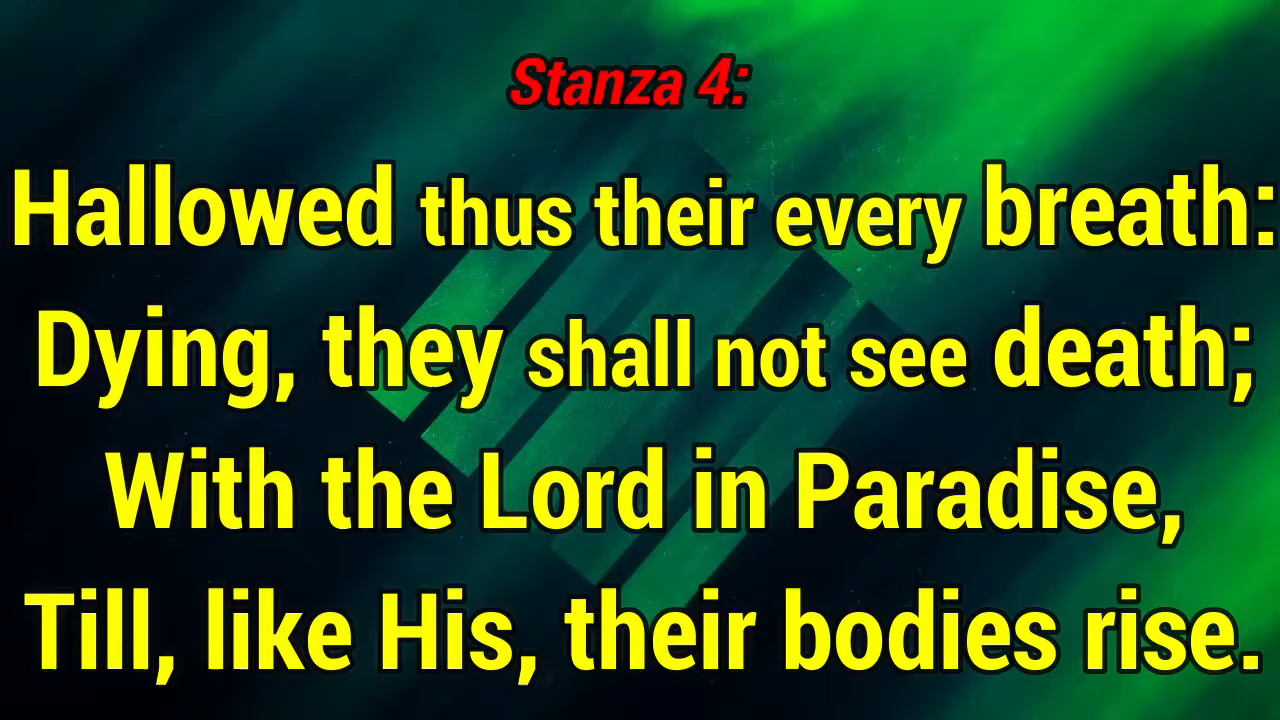 Stanza 4:
Hallowed thus their every breath:
Dying, they shall not see death;
With the Lord in Paradise,
Till, like His, their bodies rise.